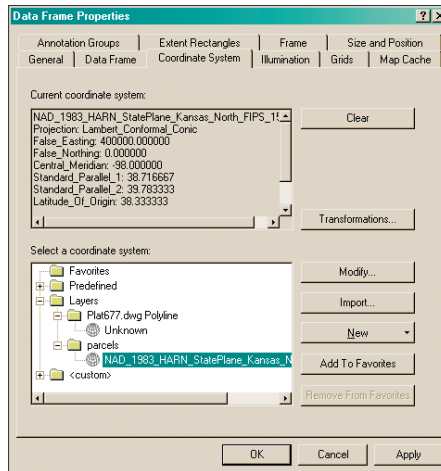 Data Frame Properties
Annotation Groups Extent Rectangles Frame Size and Position
General Data Frame Coordinate System Illumination Grids Map Cache
Current coordinate system:
NAD_1983_HARN_StatePlane_Kansas_North_FIPS_15
Projection: Lambert_Conformal_Conic
False_Easting: 400000.000000
False_Northing: 0.000000
Central_Meridian: -98.000000
Standard_Parallel_1: 38.716667
Standard_Parallel_2: 39.783333
Latitude_Of_Origin: 38.333333
Clear
Transformations...
Select a coordinate system:
Favorites
Predefined
Layers
Plat677.dwg Polyline
Unknown
parcels
NAD_1983_HARN_StatePlane_Kansas_N
<custom>
Modify...
Import...
New
Add To Favorites
Remove From Favorites
OK Cancel Apply